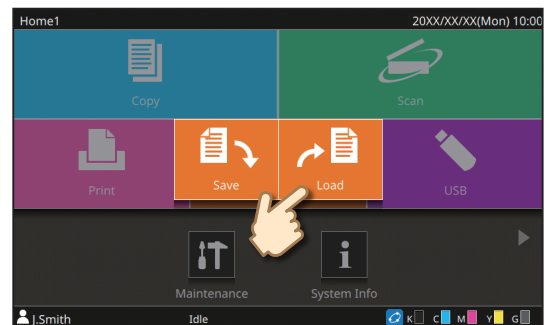 Home1 20XX/XX/XX(Mon) 10:00
Copy Scan
Print Save Load USB
Maintenance System Info
J.Smith Idle K C M Y G